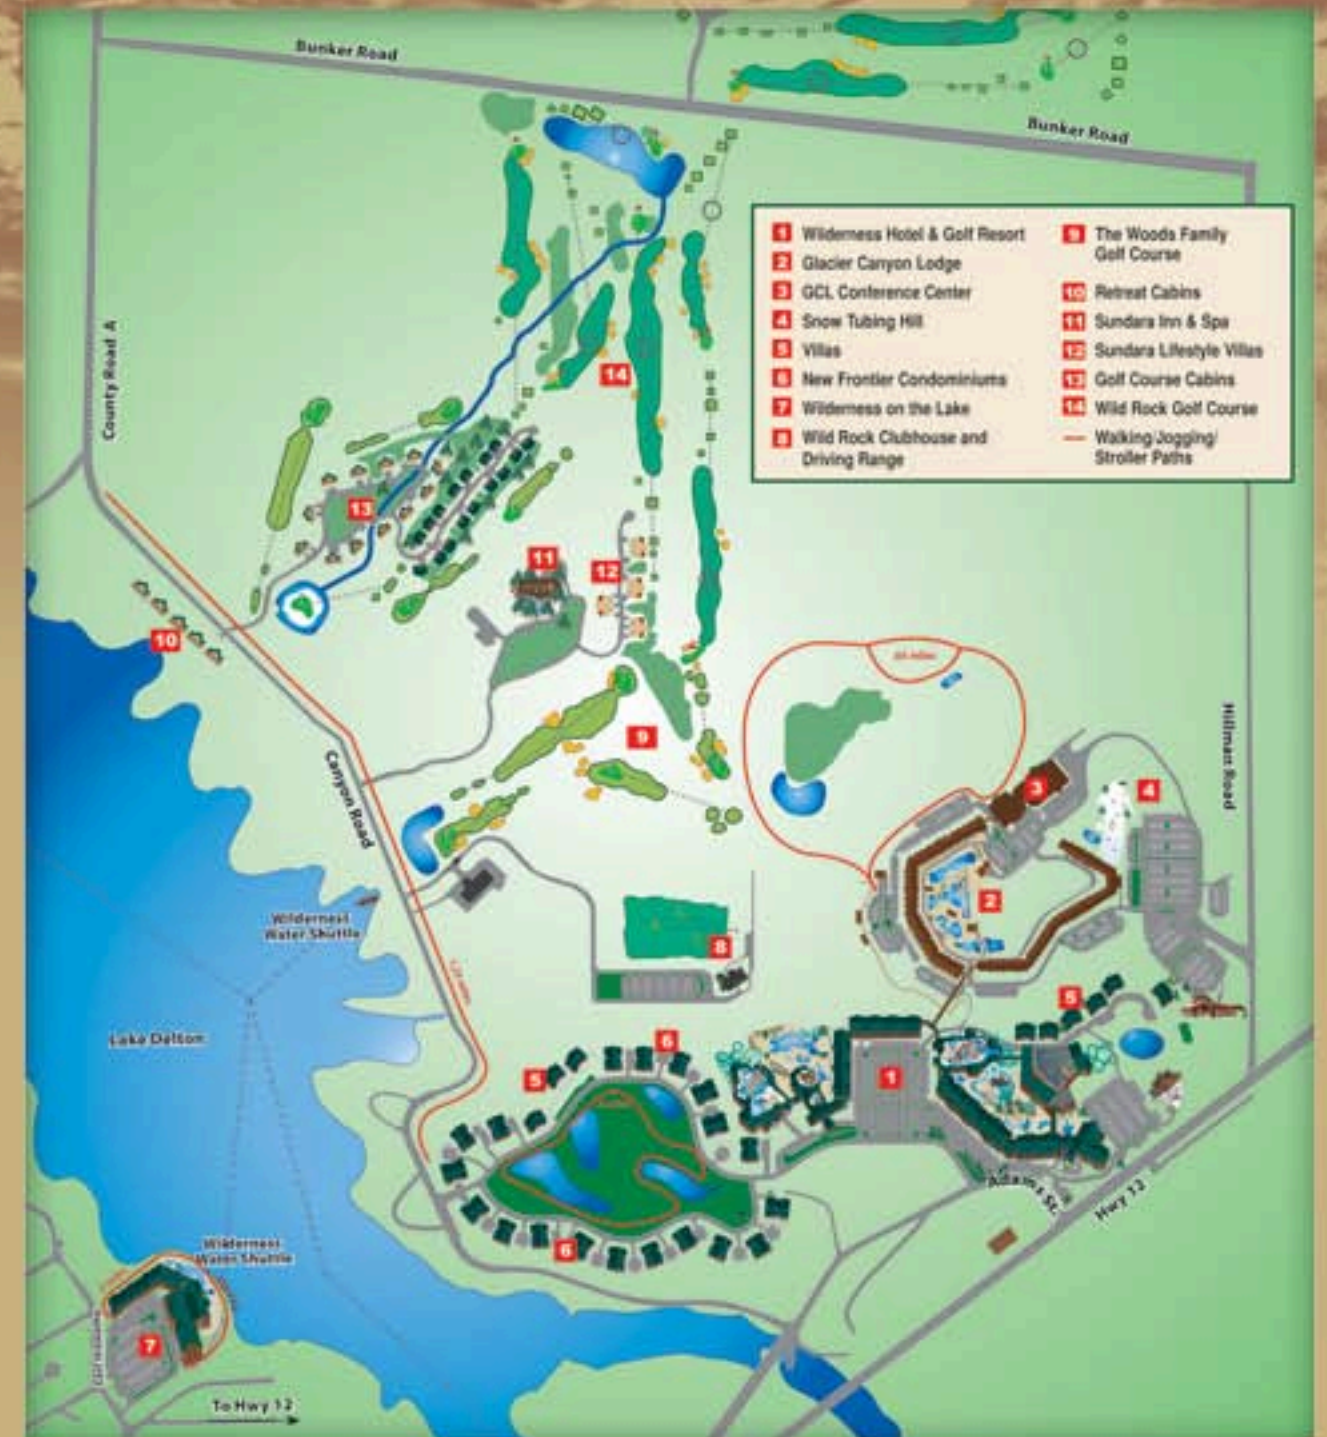 Bunker Road
Bunker Road
1 Wilderness Hotel & Golf Resort
2 Glacier Canyon Lodge
3 GCL Conference Center
4 Snow Tubing Hill
5 Villas
6 New Frontier Condominiums
7 Wilderness on the Lake
8 Wild Rock Clubhouse and
Driving Range
9 The Woods Family
Golf Course
10 Retreat Cabins
11 Sundara Inn & Spa
12 Sundara Lifestyle Villas
13 Golf Course Cabins
14 Wild Rock Golf Course
Walking/Jogging/
Stroller Paths
County Road A
14
13
11
12
10
9
Canyon Road
Hillman Road
3
4
2
Wilderness
Water Shuttle
8
5
Lake Delton
6
5
1
Adams St.
Hwy 12
6
Wilderness
Water Shuttle
7
To Hwy 12